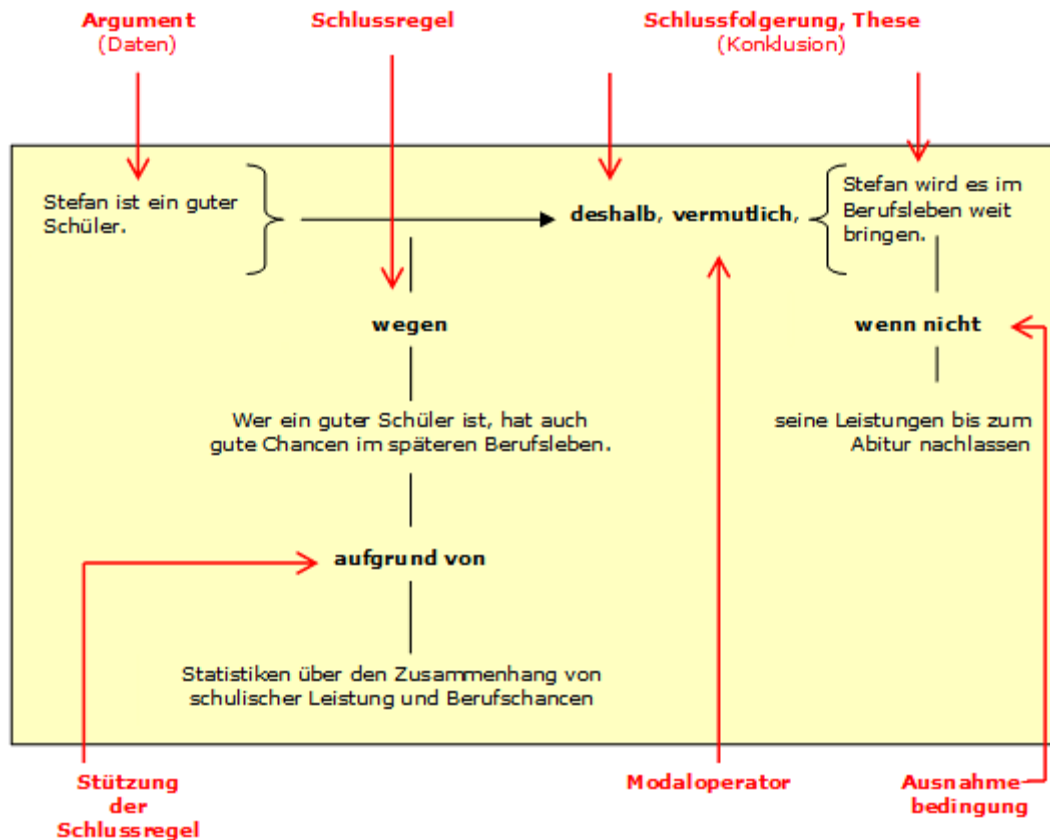 Argument
(Daten)
Schlussregel
Schlussfolgerung, These
(Konklusion)
Stefan ist ein guter
Schüler.
deshalb, vermutlich,
Stefan wird es im
Berufsleben weit
bringen.
wegen
wenn nicht
Wer ein guter Schüler ist, hat auch
gute Chancen im späteren Berufsleben.
seine Leistungen bis zum
Abitur nachlassen
aufgrund von
Statistiken über den Zusammenhang von
schulischer Leistung und Berufschancen
Stützung
der
Schlussregel
Modaloperator
Ausnahme-
bedingung